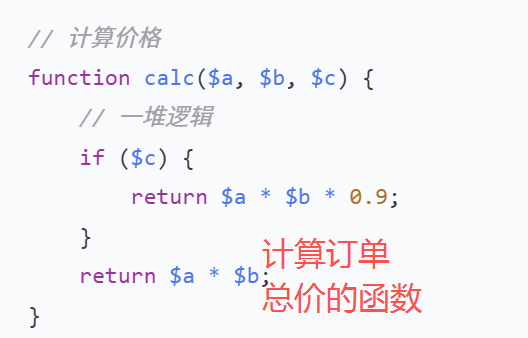 // 计算价格
function calc($a, $b, $c) {
// 一堆逻辑
if ($c) {
return $a * $b * 0.9;
}
return $a * $b;
}
计算订单
总价的函数